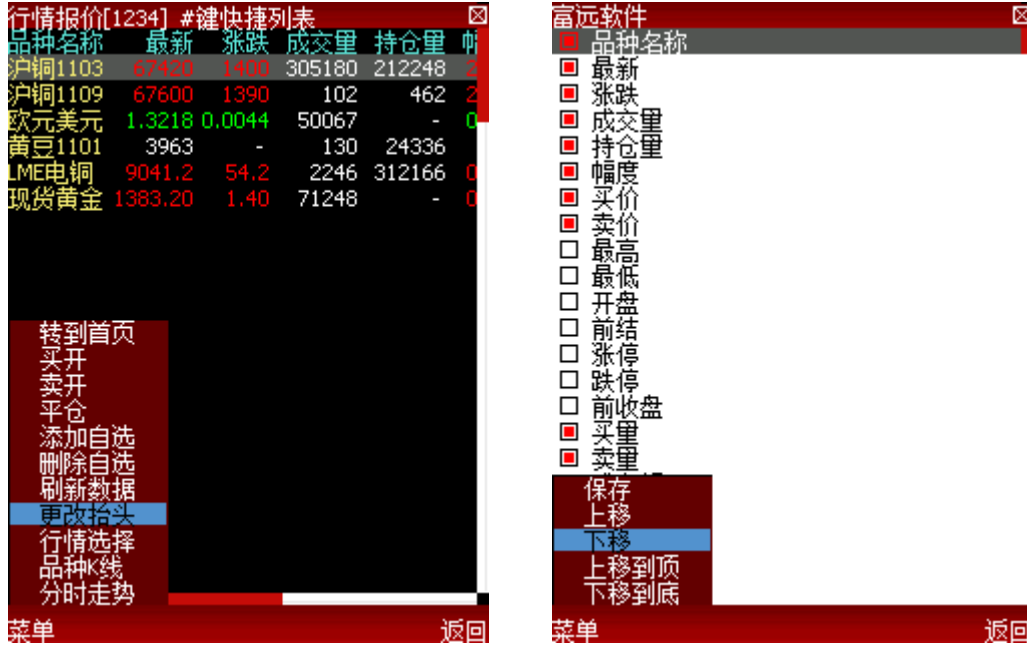 行情报价[1234] #键快捷列表
品种名称 最新 涨跌 成交量 持仓量
沪铜1103 67420 1400 305180 212248 2
沪铜1109 67600 1390 102 462 2
欧元美元 1.3218 0.0044 50067 - 0
黄豆1101 3963 - 130 24336
LME电铜 9041.2 54.2 2246 312166 0
现货黄金 1383.20 1.40 71248 - 0
转到首页
买开
卖开
平仓
添加自选
删除自选
刷新数据
更改抬头
行情选择
品种K线
分时走势
菜单 返回
富远软件
品种名称
最新
涨跌
成交量
持仓量
幅度
买价
卖价
最高
最低
开盘
前结
涨停
跌停
前收盘
买量
卖量
保存
上移
下移
上移到顶
下移到底
菜单 返回